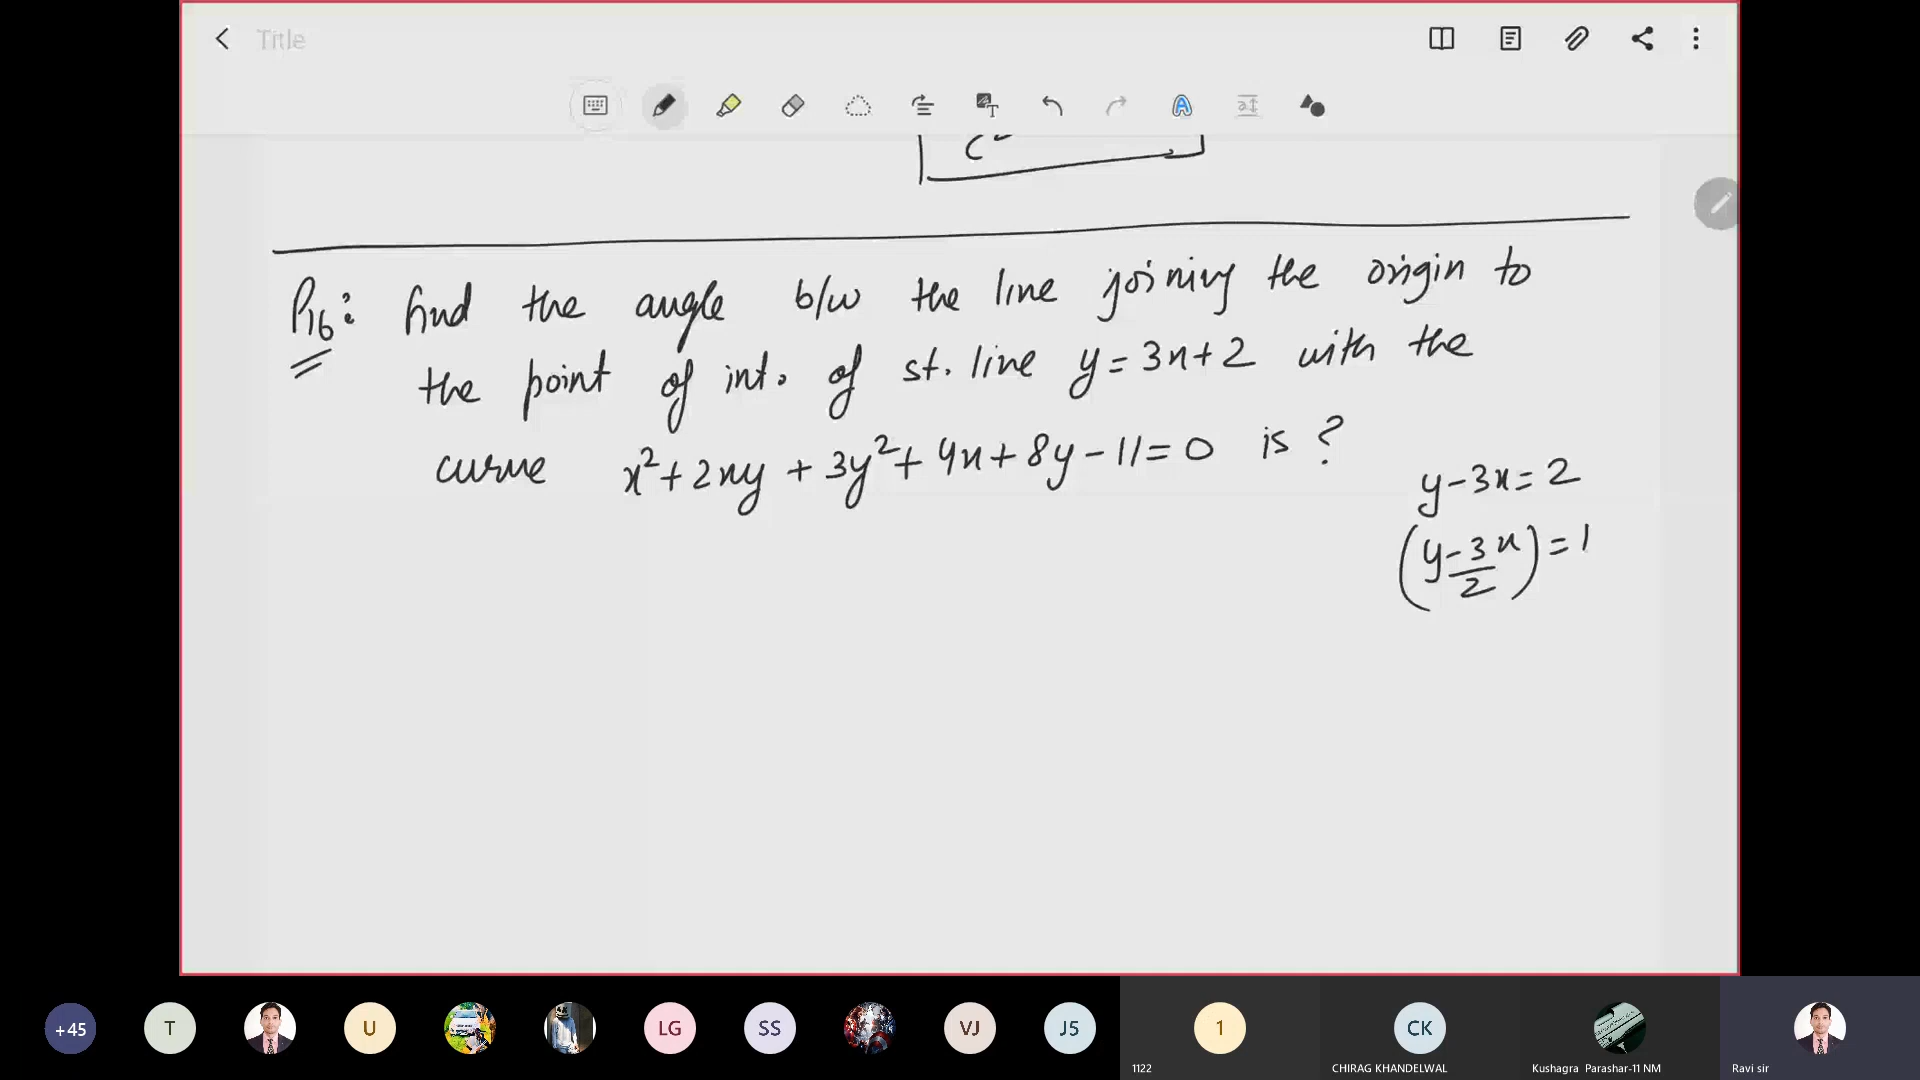 Title
C²
P16: find the angle b/w the line joining the origin to
the point of int. of st. line y = 3x + 2 with the
curve x² + 2xy + 3y² + 4x + 8y - 11 = 0 is ?
y - 3x = 2
(y - 3x / 2) = 1
+45 T U LG SS VJ J5 1 CK
1122 CHIRAG KHANDELWAL Kushagra Parashar-11 NM Ravi sir